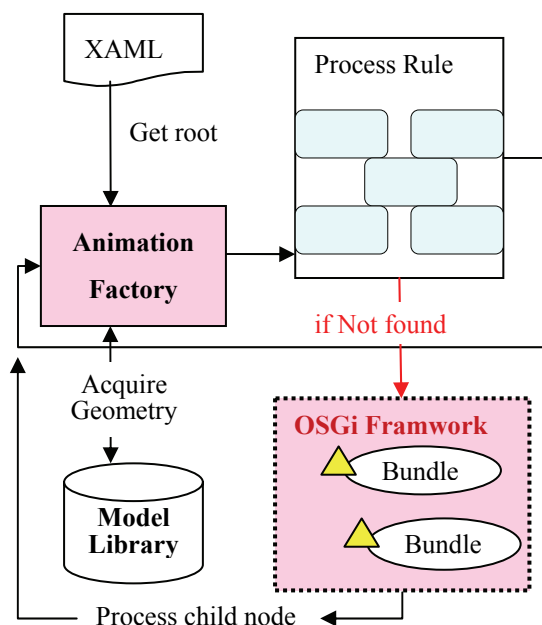 XAML
Process Rule
Get root
Animation
Factory
if Not found
Acquire
Geometry
OSGi Framwork
Bundle
Model
Library
Bundle
Process child node